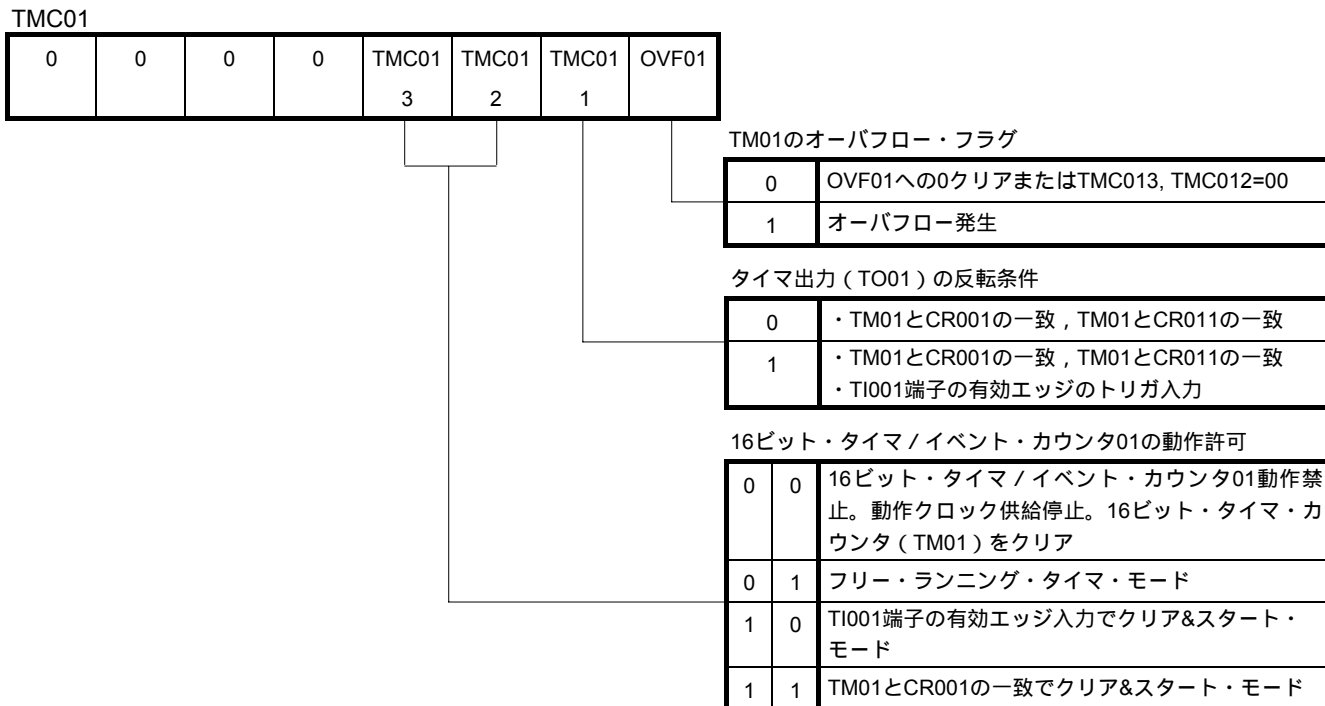 TMC01
0 0 0 0 TMC01 TMC01 TMC01 OVF01
3 2 1
TM01のオーバフロー・フラグ
0 OVF01への0クリアまたはTMC013, TMC012=00
1 オーバフロー発生
タイマ出力(TO01)の反転条件
0 ・TM01とCR001の一致,TM01とCR011の一致
1 ・TM01とCR001の一致,TM01とCR011の一致
・TI001端子の有効エッジのトリガ入力
16ビット・タイマ/イベント・カウンタ01の動作許可
0 0 16ビット・タイマ/イベント・カウンタ01動作禁
止。動作クロック供給停止。16ビット・タイマ・カ
ウンタ(TM01)をクリア
0 1 フリー・ランニング・タイマ・モード
1 0 TI001端子の有効エッジ入力でクリア&スタート・
モード
1 1 TM01とCR001の一致でクリア&スタート・モード